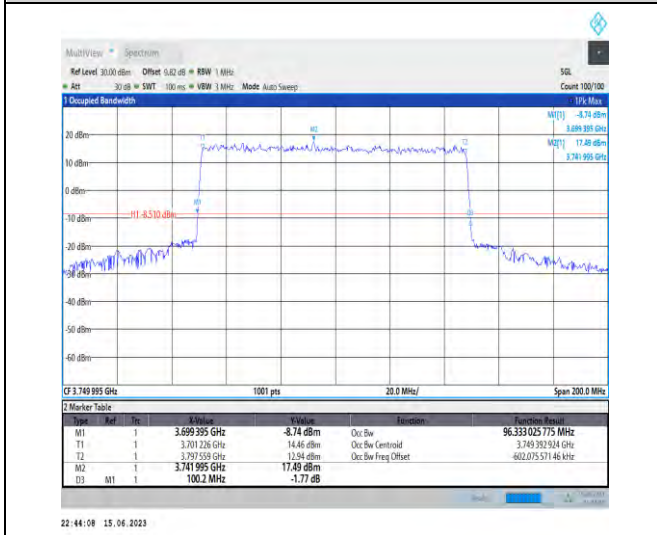 MultiView Spectrum
Ref Level 30.00 dBm Offset 9.82 dB RBW 1 MHz SGL
Att 30 dB SWT 100 ms VBW 3 MHz Mode Auto Sweep Count 100/100
1 Occupied Bandwidth 1Pk Max
M1[1] -8.74 dBm
3.699 395 GHz
M2[1] 17.49 dBm
3.741 995 GHz
20 dBm
T1
M2
T2
10 dBm
0 dBm
M1
D3
H1 -8.510 dBm
-10 dBm
-20 dBm
-30 dBm
-40 dBm
-50 dBm
-60 dBm
CF 3.749 995 GHz 1001 pts 20.0 MHz/ Span 200.0 MHz
2 Marker Table
Type Ref Trc X-Value Y-Value Function Function Result
M1 1 3.699 395 GHz -8.74 dBm Occ Bw 96.333 025 775 MHz
T1 1 3.701 226 GHz 14.46 dBm Occ Bw Centroid 3.749 392 924 GHz
T2 1 3.797 559 GHz 12.94 dBm Occ Bw Freq Offset -602.075 571 46 kHz
M2 1 3.741 995 GHz 17.49 dBm
D3 M1 1 100.2 MHz -1.77 dB
22:44:08 15.06.2023